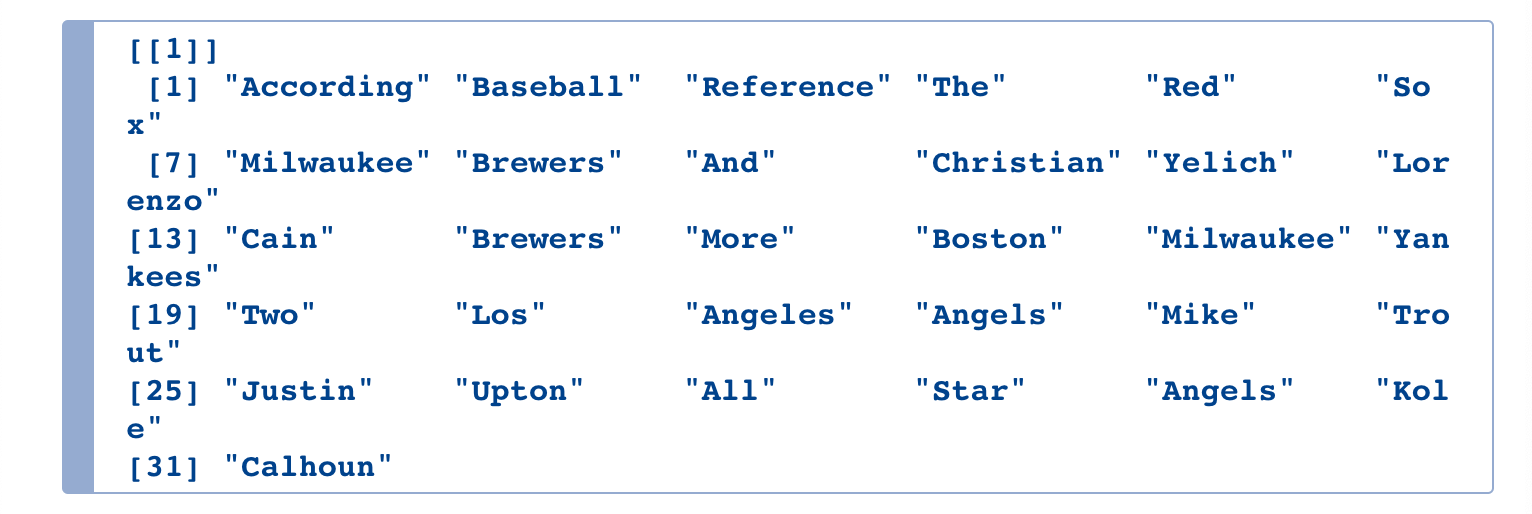 [[1]]
 [1] "According" "Baseball"  "Reference" "The"       "Red"       "So
x"
 [7] "Milwaukee" "Brewers"   "And"       "Christian" "Yelich"    "Lor
enzo"
[13] "Cain"      "Brewers"   "More"      "Boston"    "Milwaukee" "Yan
kees"
[19] "Two"       "Los"       "Angeles"   "Angels"    "Mike"      "Tro
ut"
[25] "Justin"    "Upton"     "All"       "Star"      "Angels"    "Kol
e"
[31] "Calhoun"